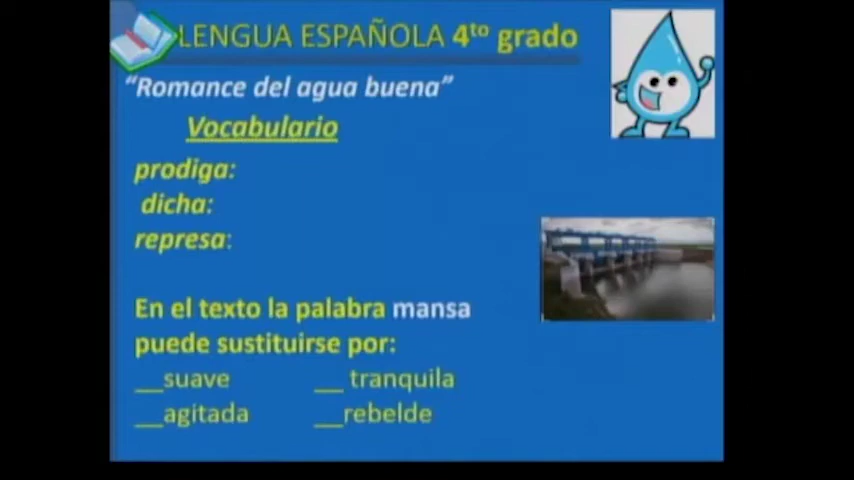 LENGUA ESPAÑOLA 4to grado
“Romance del agua buena”
Vocabulario
prodiga:
dicha:
represa:
En el texto la palabra mansa
puede sustituirse por:
__suave __ tranquila
__agitada __rebelde